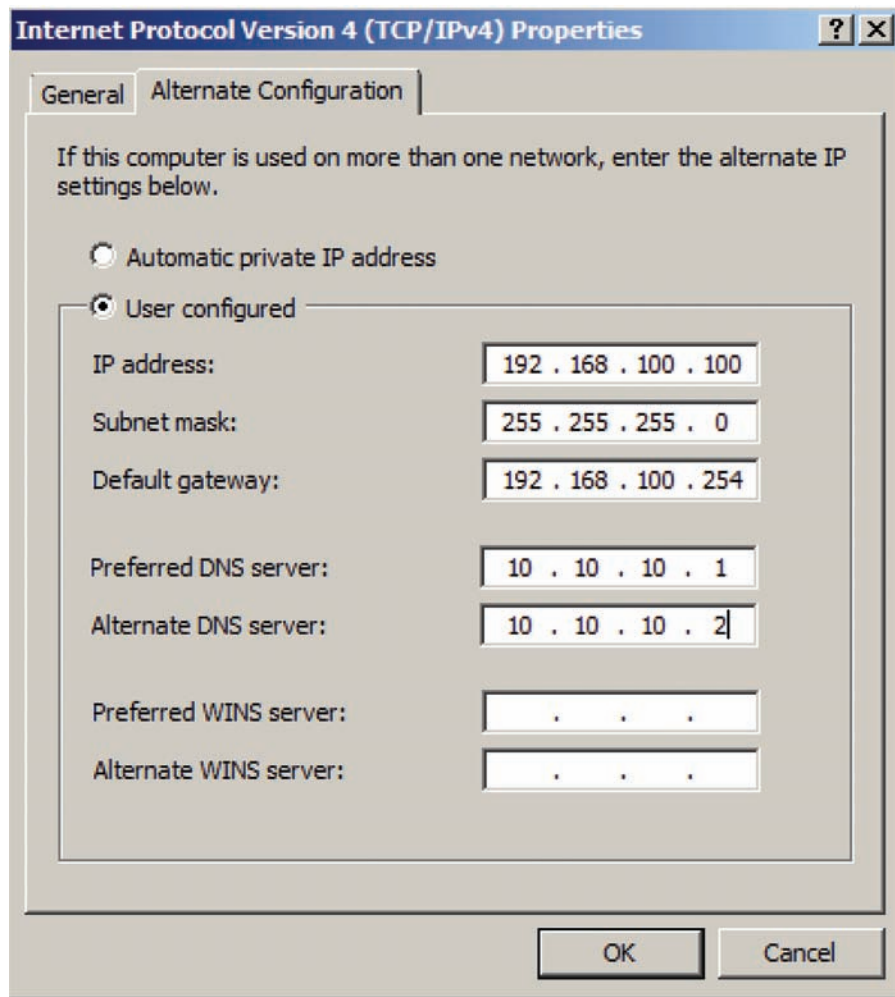 Internet Protocol Version 4 (TCP/IPv4) Properties
General
Alternate Configuration
If this computer is used on more than one network, enter the alternate IP
settings below.
Automatic private IP address
User configured
IP address: 192 . 168 . 100 . 100
Subnet mask: 255 . 255 . 255 . 0
Default gateway: 192 . 168 . 100 . 254
Preferred DNS server: 10 . 10 . 10 . 1
Alternate DNS server: 10 . 10 . 10 . 2
Preferred WINS server: . . .
Alternate WINS server: . . .
OK
Cancel